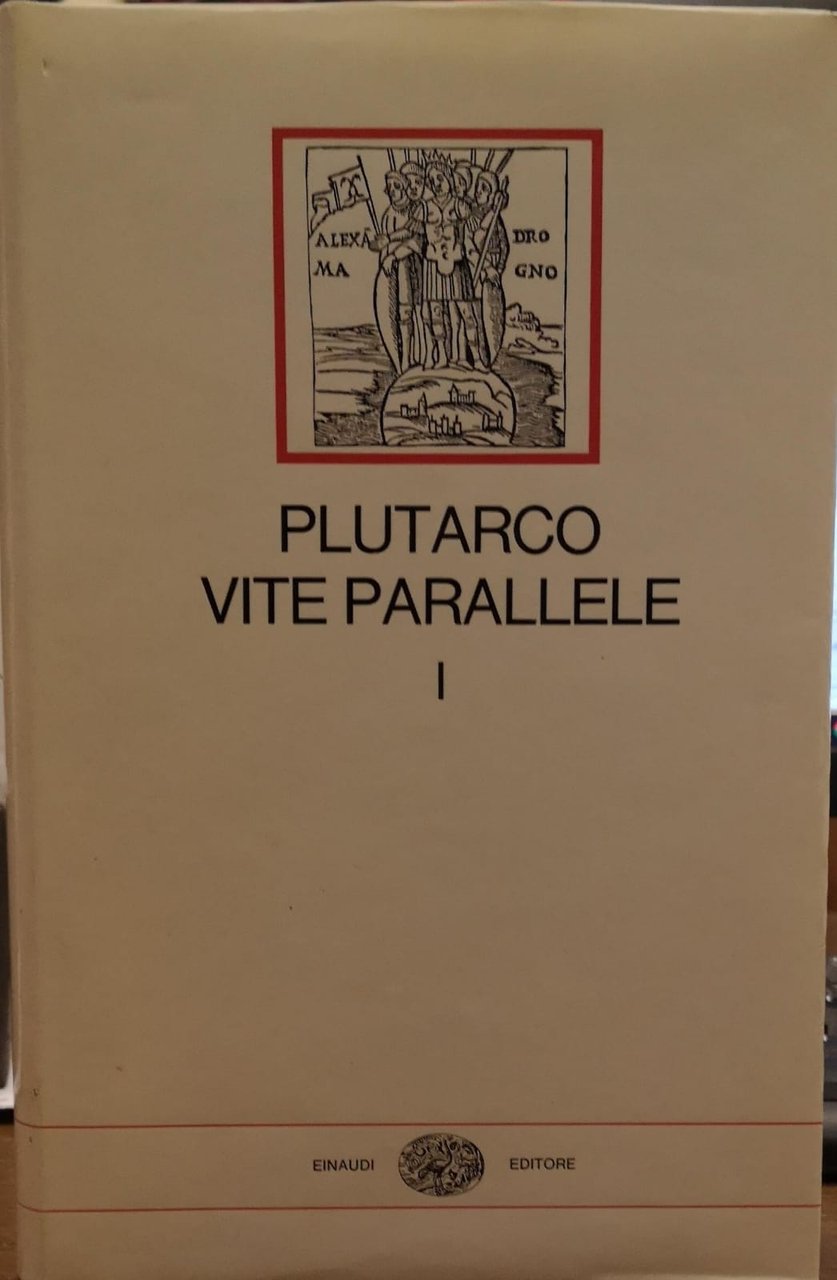 ALEXĀ DRO
MA GNO
PLUTARCO
VITE PARALLELE
I
EINAUDI EDITORE